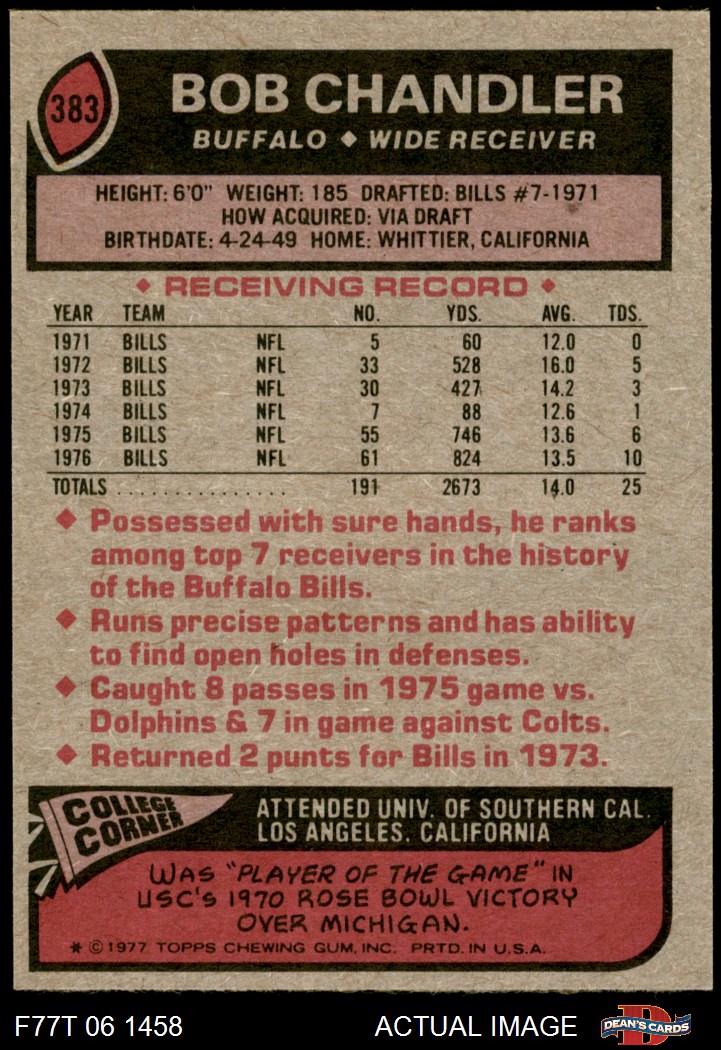 383
BOB CHANDLER
BUFFALO ◆ WIDE RECEIVER
HEIGHT: 6'0" WEIGHT: 185 DRAFTED: BILLS #7-1971
HOW ACQUIRED: VIA DRAFT
BIRTHDATE: 4-24-49 HOME: WHITTIER, CALIFORNIA
◆ RECEIVING RECORD ◆
YEAR TEAM NO. YDS. AVG. TDS.
1971 BILLS NFL 5 60 12.0 0
1972 BILLS NFL 33 528 16.0 5
1973 BILLS NFL 30 427 14.2 3
1974 BILLS NFL 7 88 12.6 1
1975 BILLS NFL 55 746 13.6 6
1976 BILLS NFL 61 824 13.5 10
TOTALS ................ 191 2673 14.0 25
◆ Possessed with sure hands, he ranks
among top 7 receivers in the history
of the Buffalo Bills.
◆ Runs precise patterns and has ability
to find open holes in defenses.
◆ Caught 8 passes in 1975 game vs.
Dolphins & 7 in game against Colts.
◆ Returned 2 punts for Bills in 1973.
COLLEGE
CORNER
ATTENDED UNIV. OF SOUTHERN CAL.
LOS ANGELES, CALIFORNIA
WAS "PLAYER OF THE GAME" IN
USC'S 1970 ROSE BOWL VICTORY
OVER MICHIGAN.
* © 1977 TOPPS CHEWING GUM, INC. PRTD. IN U.S.A.
F77T 06 1458 ACTUAL IMAGE
D
DEAN'S CARDS